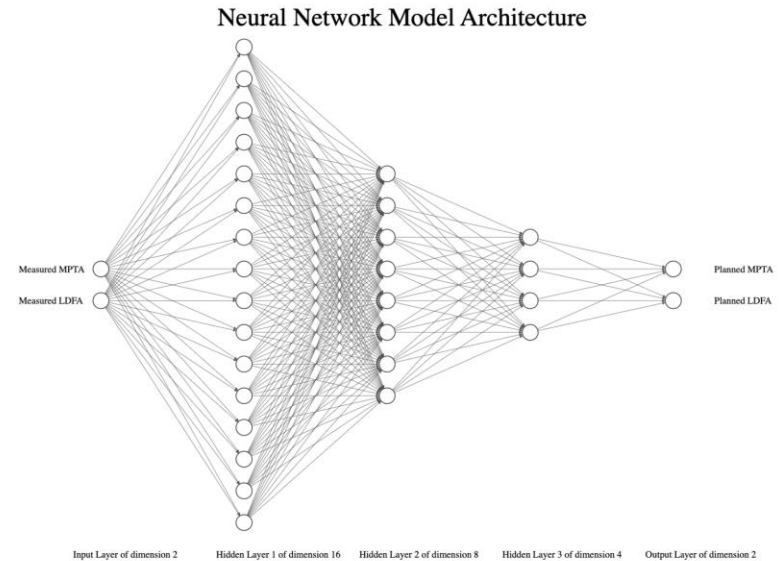 Neural Network Model Architecture
Measured MPTA
Planned MPTA
Measured LDFA
Planned LDFA
Input Layer of dimension 2
Hidden Layer 1 of dimension 16
Hidden Layer 2 of dimension 8
Hidden Layer 3 of dimension 4
Output Layer of dimension 2